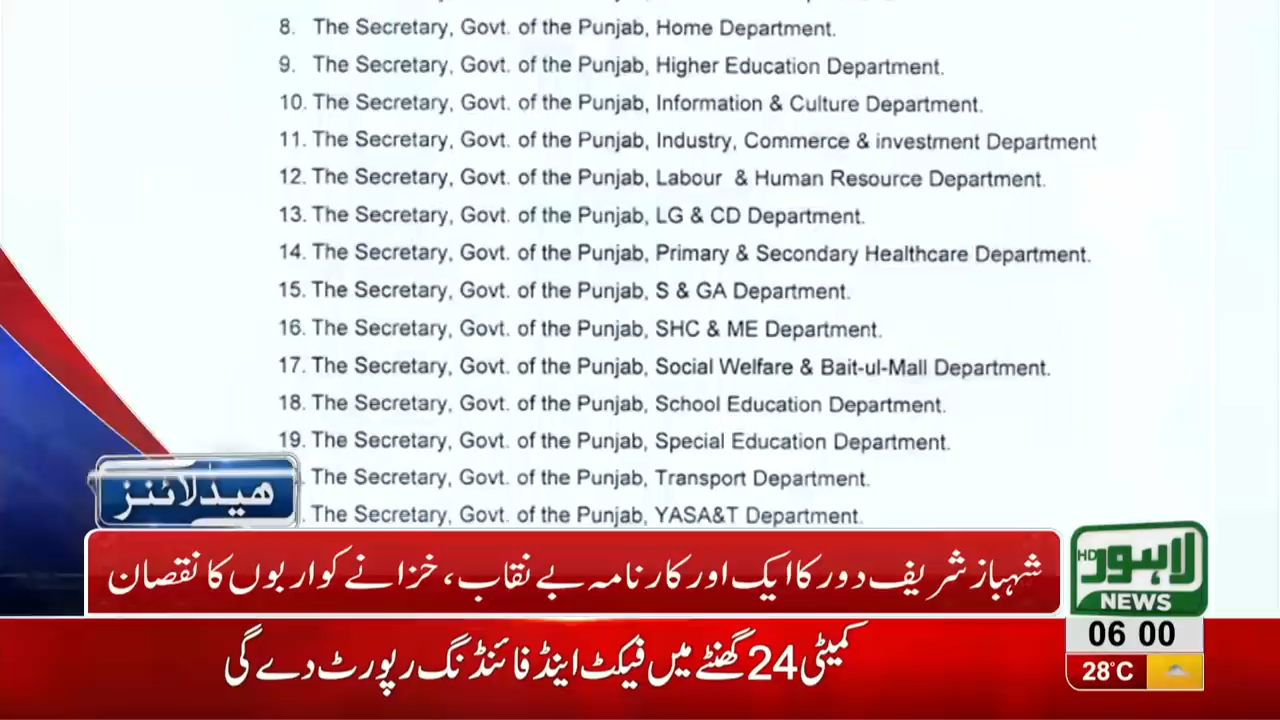 8. The Secretary, Govt. of the Punjab, Home Department.
9. The Secretary, Govt. of the Punjab, Higher Education Department.
10. The Secretary, Govt. of the Punjab, Information & Culture Department.
11. The Secretary, Govt. of the Punjab, Industry, Commerce & investment Department
12. The Secretary, Govt. of the Punjab, Labour & Human Resource Department.
13. The Secretary, Govt. of the Punjab, LG & CD Department.
14. The Secretary, Govt. of the Punjab, Primary & Secondary Healthcare Department.
15. The Secretary, Govt. of the Punjab, S & GA Department.
16. The Secretary, Govt. of the Punjab, SHC & ME Department.
17. The Secretary, Govt. of the Punjab, Social Welfare & Bait-ul-Mall Department.
18. The Secretary, Govt. of the Punjab, School Education Department.
19. The Secretary, Govt. of the Punjab, Special Education Department.
. The Secretary, Govt. of the Punjab, Transport Department.
. The Secretary, Govt. of the Punjab, YASA&T Department.
ہیڈلائنز
شہباز شریف دور کا ایک اور کارنامہ بے نقاب، خزانے کو اربوں کا نقصان
کمیٹی 24 گھنٹے میں فیکٹ اینڈ فائنڈنگ رپورٹ دے گی
لاہور HD
NEWS
06 00
28°C